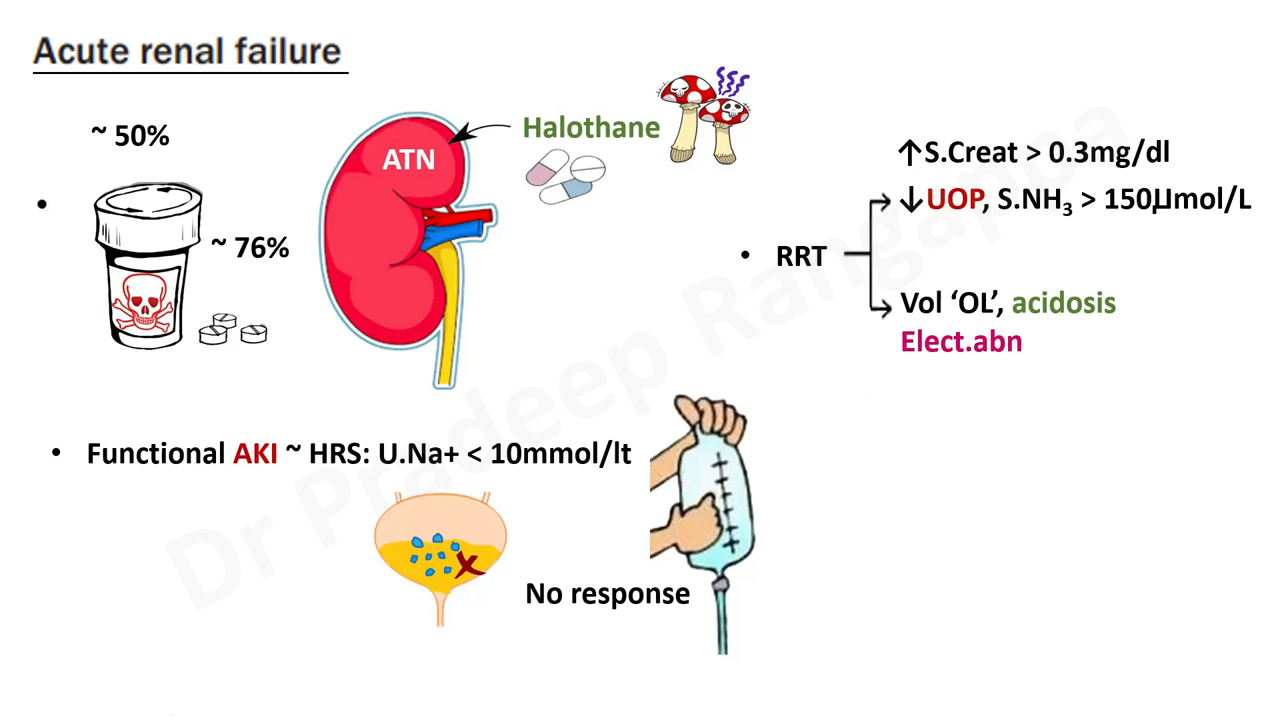 Acute renal failure
~ 50%
~ 76%
ATN
Halothane
↑S.Creat > 0.3mg/dl
• RRT
↓UOP, S.NH₃ > 150µmol/L
Vol ‘OL’, acidosis
Elect.abn
• Functional AKI ~ HRS: U.Na+ < 10mmol/lt
No response
Dr Pradeep Rangappa